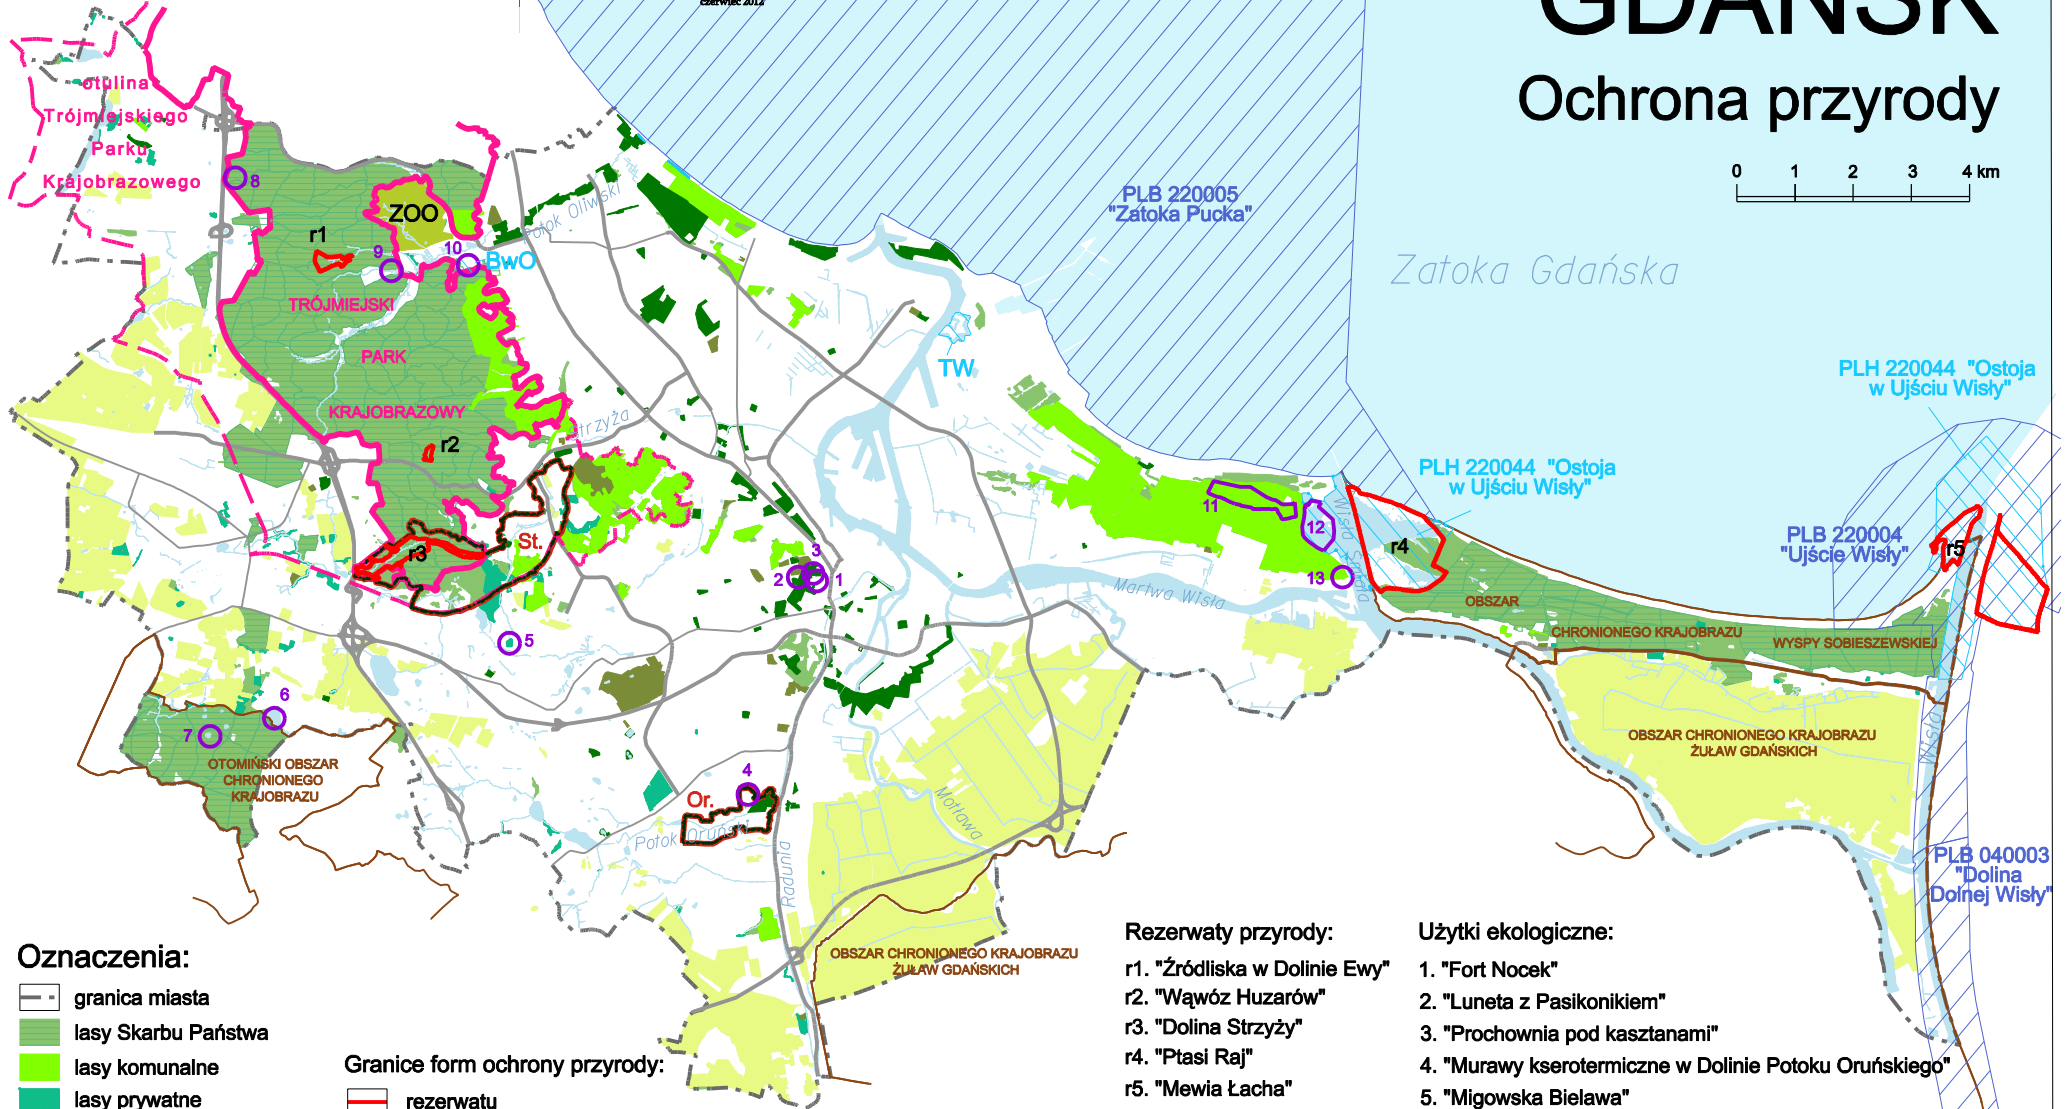 czerwiec 2012
GDAŃSK
Ochrona przyrody
0 1 2 3 4 km
otulina
Trójmiejskiego
Parku
Krajobrazowego
8
ZOO
r1
9
10
BwO
Potok Oliwski
TRÓJMIEJSKI
PARK
KRAJOBRAZOWY
r2
Strzyża
r3
St.
TW
PLB 220005
"Zatoka Pucka"
Zatoka Gdańska
PLH 220044 "Ostoja
w Ujściu Wisły"
PLH 220044 "Ostoja
w Ujściu Wisły"
PLB 220004
"Ujście Wisły"
r5
11
12
13
r4
Wisła Śmiała
Martwa Wisła
3
2
1
5
6
7
OTOMIŃSKI OBSZAR
CHRONIONEGO
KRAJOBRAZU
4
Or.
Potok Oruński
Radunia
Motława
OBSZAR
CHRONIONEGO KRAJOBRAZU
WYSPY SOBIESZEWSKIEJ
OBSZAR CHRONIONEGO KRAJOBRAZU
ŻUŁAW GDAŃSKICH
Wisła
PLB 040003
"Dolina
Dolnej Wisły"
OBSZAR CHRONIONEGO KRAJOBRAZU
ŻUŁAW GDAŃSKICH
Oznaczenia:
granica miasta
lasy Skarbu Państwa
lasy komunalne
lasy prywatne
Granice form ochrony przyrody:
rezerwatu
Rezerwaty przyrody:
r1. "Źródliska w Dolinie Ewy"
r2. "Wąwóz Huzarów"
r3. "Dolina Strzyży"
r4. "Ptasi Raj"
r5. "Mewia Łacha"
Użytki ekologiczne:
1. "Fort Nocek"
2. "Luneta z Pasikonikiem"
3. "Prochownia pod kasztanami"
4. "Murawy kserotermiczne w Dolinie Potoku Oruńskiego"
5. "Migowska Bielawa"